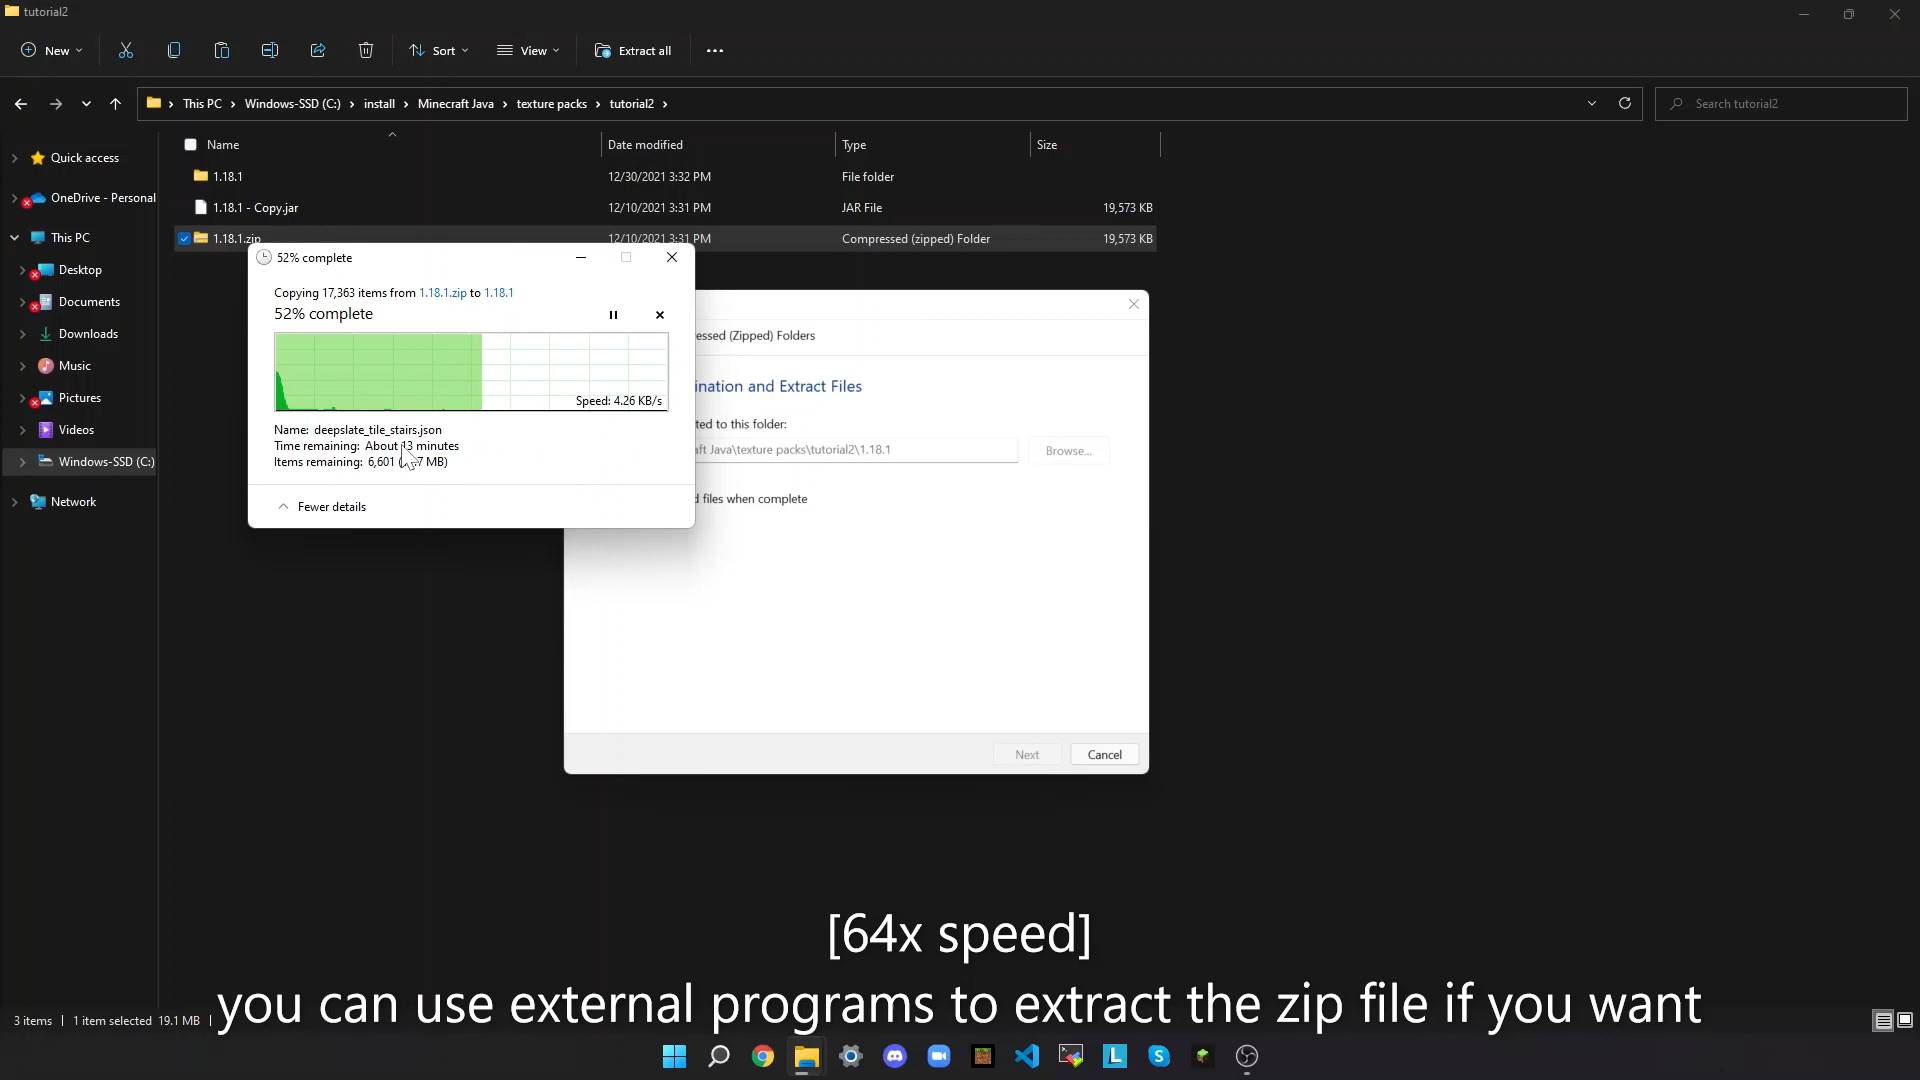 tutorial2
New
Sort
View
Extract all
This PC
Windows-SSD (C:)
install
Minecraft Java
texture packs
tutorial2
Search tutorial2
Name
Date modified
Type
Size
1.18.1
12/30/2021 3:32 PM
File folder
1.18.1 - Copy.jar
12/10/2021 3:31 PM
JAR File
19,573 KB
1.18.1.zip
12/10/2021 3:31 PM
Compressed (zipped) Folder
19,573 KB
Quick access
OneDrive - Personal
This PC
Desktop
Documents
Downloads
Music
Pictures
Videos
Windows-SSD (C:)
Network
52% complete
Copying 17,363 items from 1.18.1.zip to 1.18.1
52% complete
Speed: 4.26 KB/s
Name: deepslate_tile_stairs.json
Time remaining: About 13 minutes
Items remaining: 6,601 7 MB)
Fewer details
essed (Zipped) Folders
ination and Extract Files
ted to this folder:
aft Java\texture packs\tutorial2\1.18.1
Browse...
d files when complete
Next
Cancel
[64x speed]
you can use external programs to extract the zip file if you want
3 items
1 item selected 19.1 MB